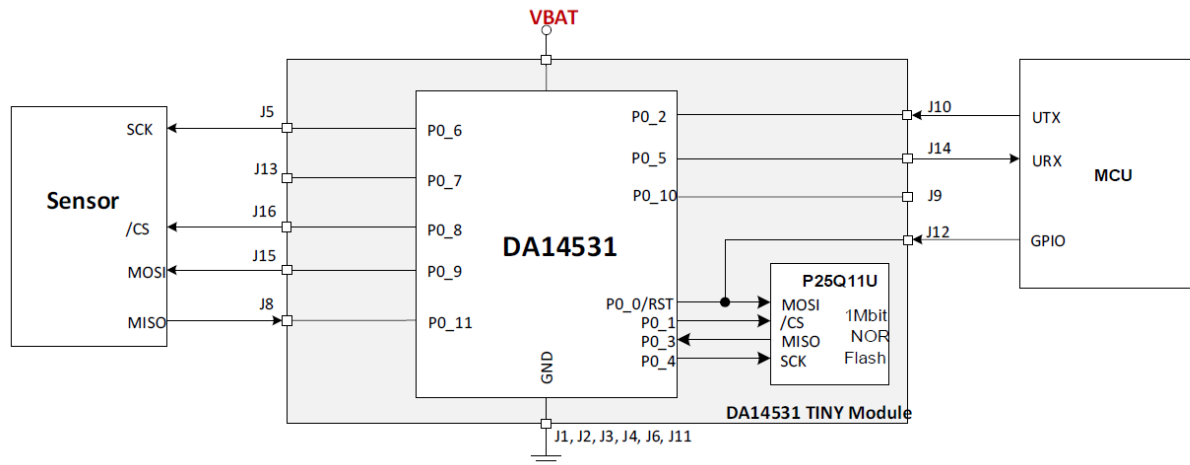 VBAT
Sensor
SCK
/CS
MOSI
MISO
J5
J13
J16
J15
J8
P0_6
P0_7
P0_8
P0_9
P0_11
DA14531
GND
P0_2
P0_5
P0_10
P0_0/RST
P0_1
P0_3
P0_4
P25Q11U
MOSI
/CS
MISO
SCK
1Mbit
NOR
Flash
DA14531 TINY Module
J10
J14
J9
J12
UTX
URX
GPIO
MCU
J1, J2, J3, J4, J6, J11